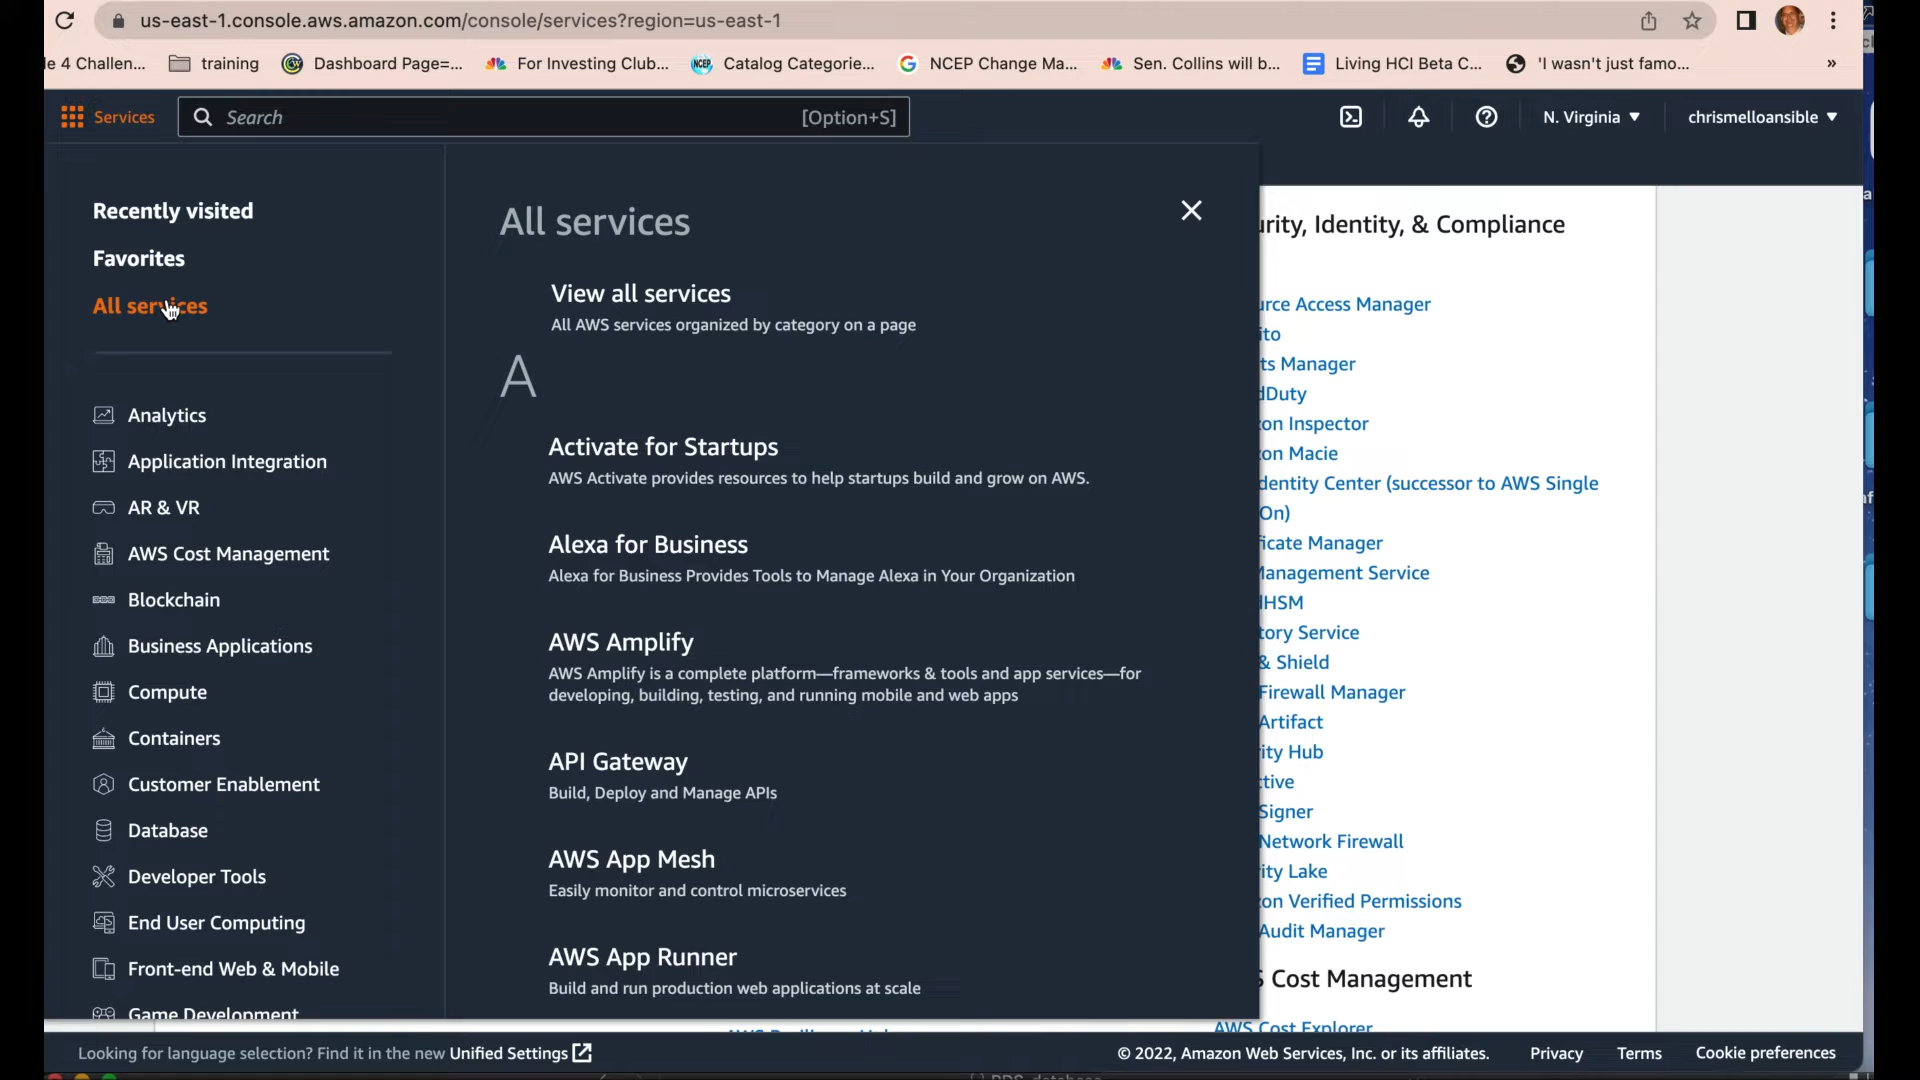 us-east-1.console.aws.amazon.com/console/services?region=us-east-1
le 4 Challen...
training
Dashboard Page=...
For Investing Club...
NCEP
Catalog Categorie...
NCEP Change Ma...
Sen. Collins will b...
Living HCI Beta C...
'I wasn't just famo...
»
Services
Search
[Option+S]
N. Virginia
chrismelloansible
Recently visited
Favorites
All services
Analytics
Application Integration
AR & VR
AWS Cost Management
Blockchain
Business Applications
Compute
Containers
Customer Enablement
Database
Developer Tools
End User Computing
Front-end Web & Mobile
Game Development
All services
View all services
All AWS services organized by category on a page
A
Activate for Startups
AWS Activate provides resources to help startups build and grow on AWS.
Alexa for Business
Alexa for Business Provides Tools to Manage Alexa in Your Organization
AWS Amplify
AWS Amplify is a complete platform—frameworks & tools and app services—for
developing, building, testing, and running mobile and web apps
API Gateway
Build, Deploy and Manage APIs
AWS App Mesh
Easily monitor and control microservices
AWS App Runner
Build and run production web applications at scale
urity, Identity, & Compliance
urce Access Manager
ito
ts Manager
dDuty
on Inspector
on Macie
dentity Center (successor to AWS Single
On)
ficate Manager
Management Service
HSM
tory Service
& Shield
Firewall Manager
Artifact
ity Hub
tive
Signer
Network Firewall
ity Lake
on Verified Permissions
Audit Manager
S Cost Management
AWS Cost Explorer
Looking for language selection? Find it in the new Unified Settings
© 2022, Amazon Web Services, Inc. or its affiliates.
Privacy
Terms
Cookie preferences